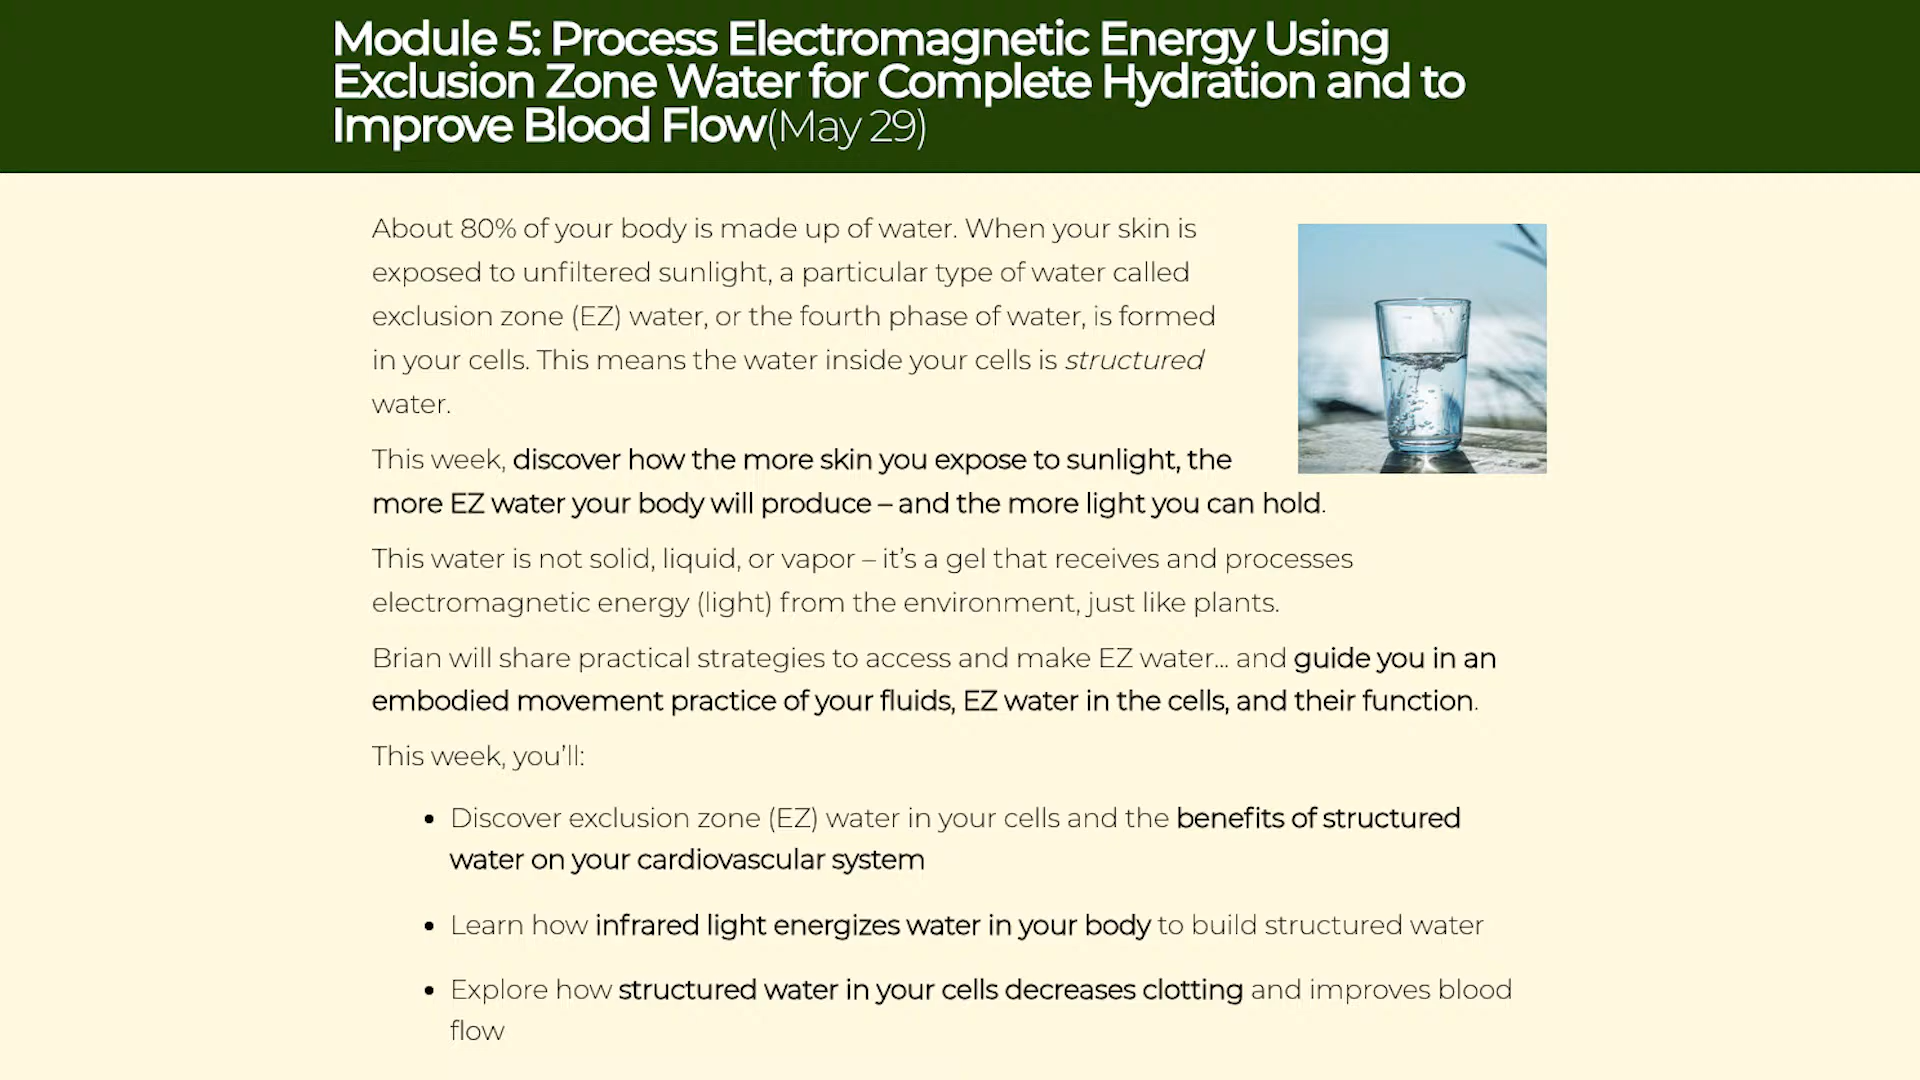 Module 5: Process Electromagnetic Energy Using
Exclusion Zone Water for Complete Hydration and to
Improve Blood Flow(May 29)
About 80% of your body is made up of water. When your skin is
exposed to unfiltered sunlight, a particular type of water called
exclusion zone (EZ) water, or the fourth phase of water, is formed
in your cells. This means the water inside your cells is structured
water.
This week, discover how the more skin you expose to sunlight, the
more EZ water your body will produce – and the more light you can hold.
This water is not solid, liquid, or vapor – it’s a gel that receives and processes
electromagnetic energy (light) from the environment, just like plants.
Brian will share practical strategies to access and make EZ water... and guide you in an
embodied movement practice of your fluids, EZ water in the cells, and their function.
This week, you’ll:
• Discover exclusion zone (EZ) water in your cells and the benefits of structured
water on your cardiovascular system
• Learn how infrared light energizes water in your body to build structured water
• Explore how structured water in your cells decreases clotting and improves blood
flow